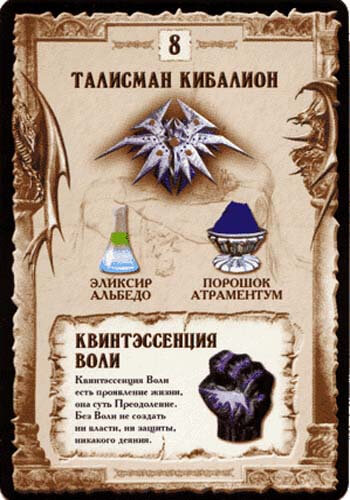 8
ТАЛИСМАН КИБАЛИОН
ЭЛИКСИР
АЛЬБЕДО
ПОРОШОК
АТРАМЕНТУМ
КВИНТЭССЕНЦИЯ
ВОЛИ
Квинтэссенция Воли
есть проявление жизни,
она суть Преодоление.
Без Воли не создать
ни власти, ни защиты,
никакого деяния.